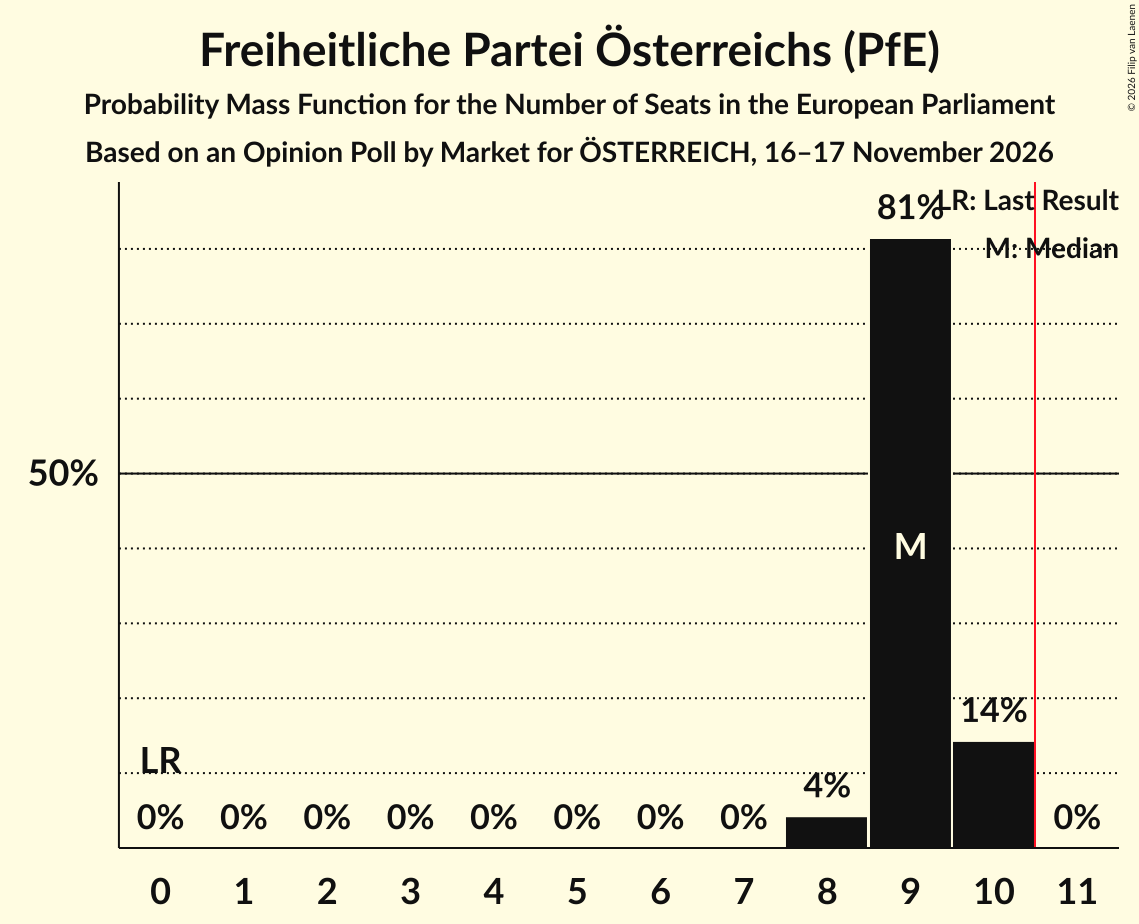 Freiheitliche Partei Österreichs (PfE)
Probability Mass Function for the Number of Seats in the European Parliament
Based on an Opinion Poll by Market for ÖSTERREICH, 16–17 November 2026
© 2026 Filip van Laenen
LR: Last Result
M: Median
81%
50%
M
14%
LR
4%
0% 0% 0% 0% 0% 0% 0% 0% 0%
0 1 2 3 4 5 6 7 8 9 10 11